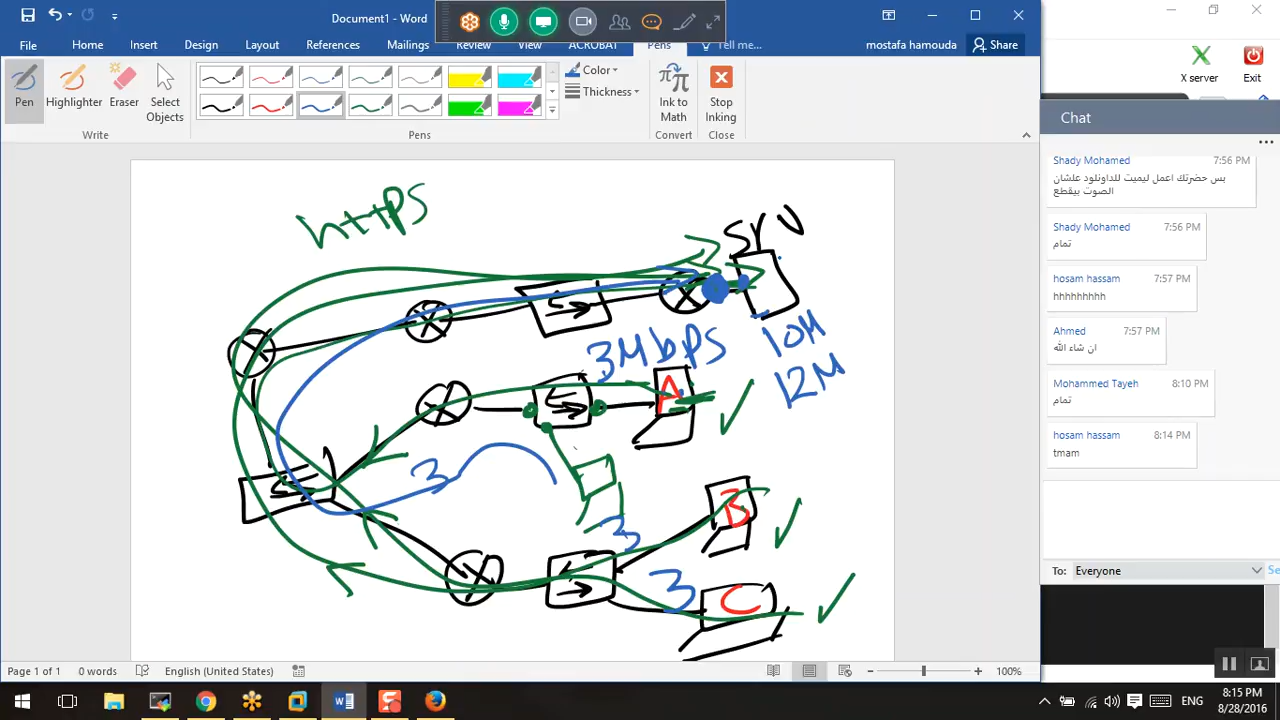 Document1 - Word
File
Home
Insert
Design
Layout
References
Mailings
Review
View
ACROBAT
Pens
Tell me...
mostafa hamouda
Share
Pen
Highlighter
Eraser
Select
Objects
Color
Thickness
Ink to
Math
Stop
Inking
Write
Pens
Convert
Close
X server
Exit
Chat
Shady Mohamed 7:56 PM
بس حضرتك اعمل ليميت للداونلود علشان
الصوت بيقطع
Shady Mohamed 7:56 PM
تمام
hosam hassam 7:57 PM
hhhhhhhhh
Ahmed 7:57 PM
ان شاء الله
Mohammed Tayeh 8:10 PM
تمام
hosam hassam 8:14 PM
tmam
To: Everyone
https
srv
10M
12M
3Mbps
A
3
B
3
3
C
Page 1 of 1 0 words English (United States) 100%
ENG
8:15 PM
8/28/2016